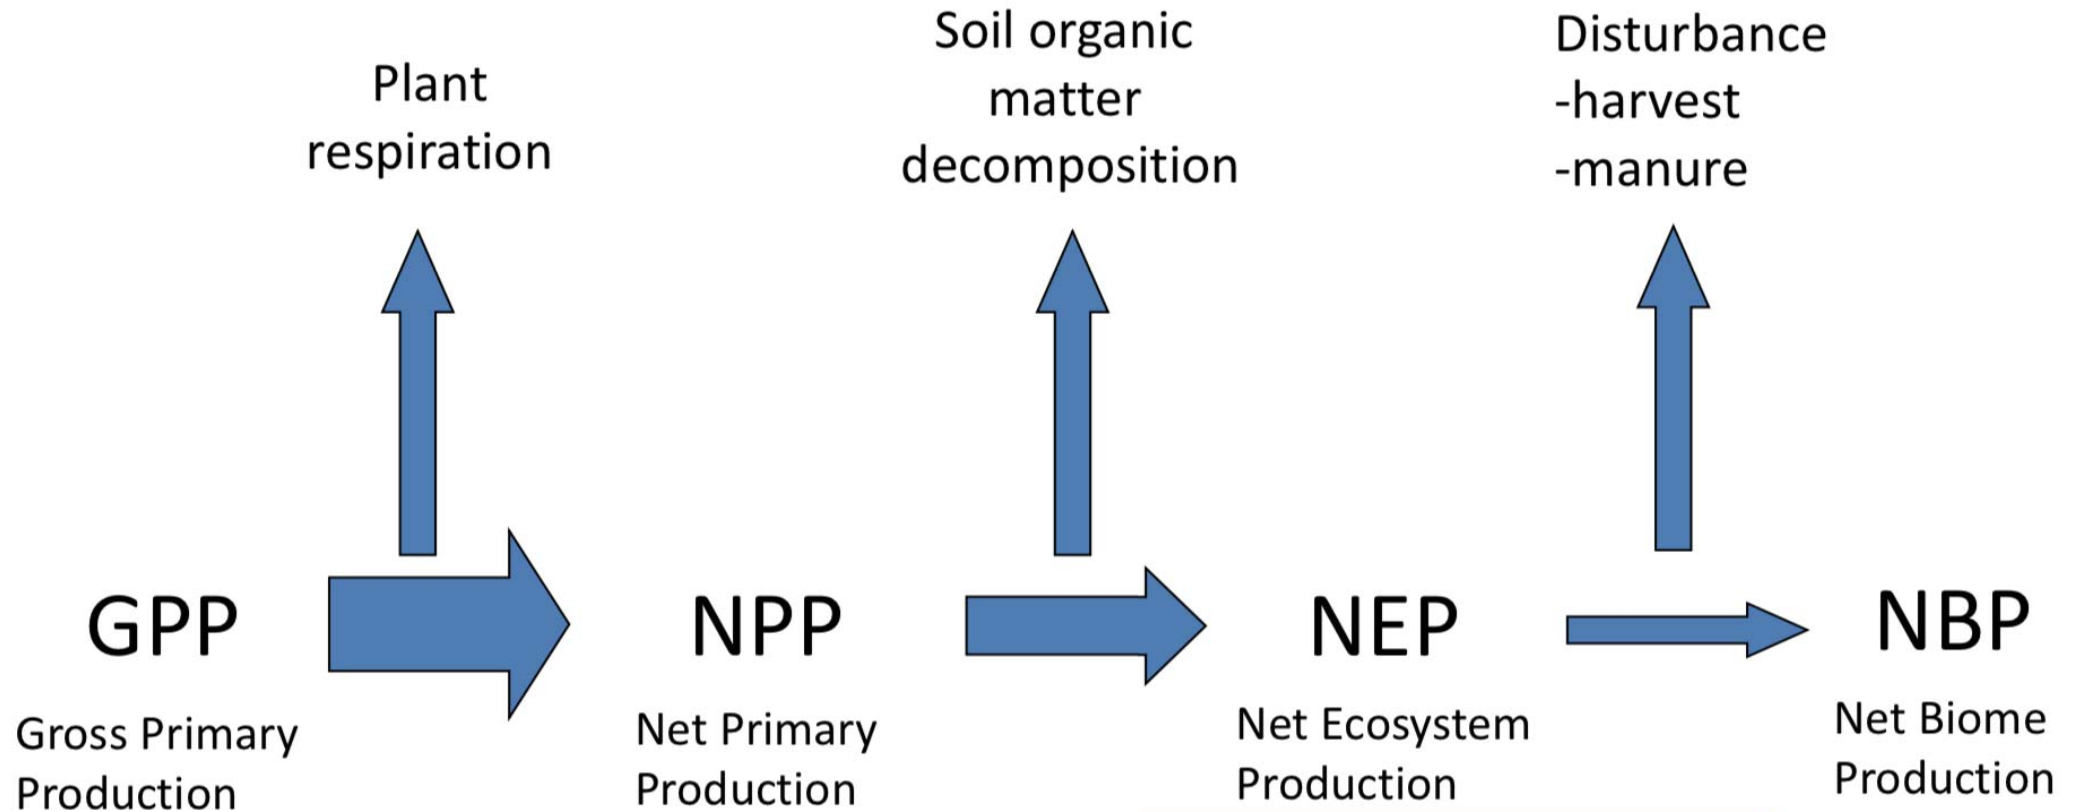 Plant
respiration
Soil organic
matter
decomposition
Disturbance
-harvest
-manure
GPP
NPP
NEP
NBP
Gross Primary
Production
Net Primary
Production
Net Ecosystem
Production
Net Biome
Production